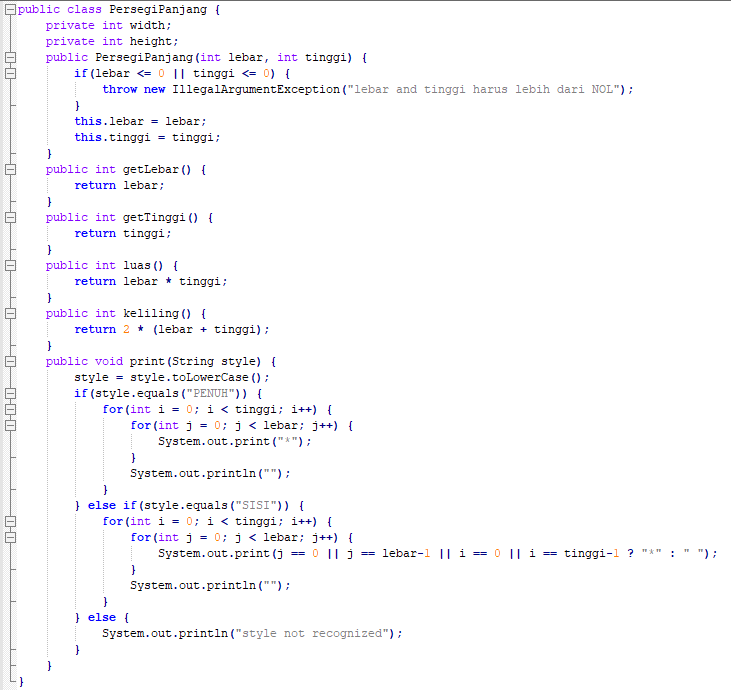 public class PersegiPanjang {
    private int width;
    private int height;
    public PersegiPanjang(int lebar, int tinggi) {
        if(lebar <= 0 || tinggi <= 0) {
            throw new IllegalArgumentException("lebar and tinggi harus lebih dari NOL");
        }
        this.lebar = lebar;
        this.tinggi = tinggi;
    }
    public int getLebar() {
        return lebar;
    }
    public int getTinggi() {
        return tinggi;
    }
    public int luas() {
        return lebar * tinggi;
    }
    public int keliling() {
        return 2 * (lebar + tinggi);
    }
    public void print(String style) {
        style = style.toLowerCase();
        if(style.equals("PENUH")) {
            for(int i = 0; i < tinggi; i++) {
                for(int j = 0; j < lebar; j++) {
                    System.out.print("*");
                }
                System.out.println("");
            }
        } else if(style.equals("SISI")) {
            for(int i = 0; i < tinggi; i++) {
                for(int j = 0; j < lebar; j++) {
                    System.out.print(j == 0 || j == lebar-1 || i == 0 || i == tinggi-1 ? "*" : " ");
                }
                System.out.println("");
            }
        } else {
            System.out.println("style not recognized");
        }
    }
}